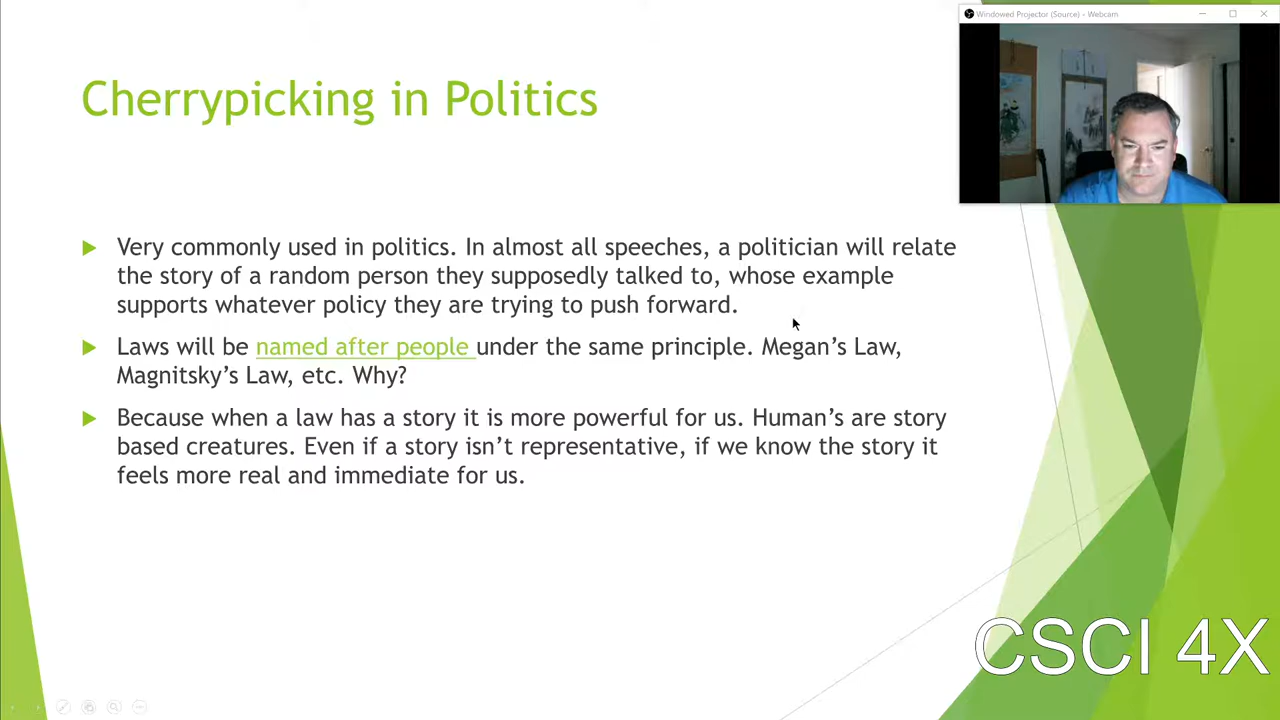 Windowed Projector (Source) - Webcam
Cherrypicking in Politics
Very commonly used in politics. In almost all speeches, a politician will relate
the story of a random person they supposedly talked to, whose example
supports whatever policy they are trying to push forward.
Laws will be named after people under the same principle. Megan’s Law,
Magnitsky’s Law, etc. Why?
Because when a law has a story it is more powerful for us. Human’s are story
based creatures. Even if a story isn’t representative, if we know the story it
feels more real and immediate for us.
CSCI 4X